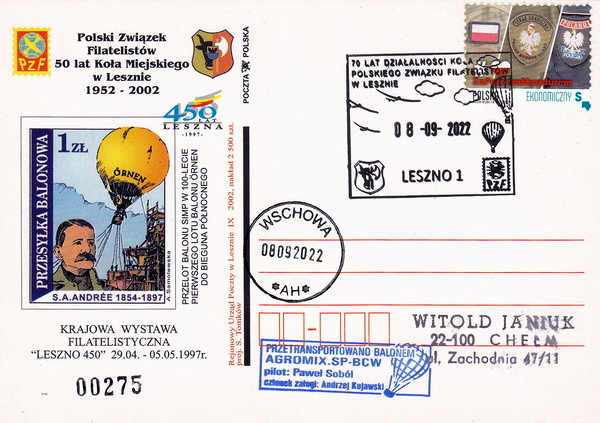 Polski Związek
Filatelistów
50 lat Koła Miejskiego
w Lesznie
1952 - 2002
PZF
POCZTA POLSKA
450 LAT
LESZNA
-1997-
1 ZŁ
ÖRNEN
PRZESYŁKA BALONOWA
S.A. ANDRÉE 1854-1897
A. Samolewska
PRZELOT BALONU SIMP W 100-LECIE
PIERWSZEGO LOTU BALONU ÖRNEN
DO BIEGUNA PÓŁNOCNEGO
KRAJOWA WYSTAWA
FILATELISTYCZNA
"LESZNO 450" 29.04. - 05.05.1997r.
00275
Rejonowy Urząd Poczty w Lesznie IX 2002, nakład 2 500 szt.
proj. S. Tomków
70 LAT DZIAŁALNOŚCI KOŁA
POLSKIEGO ZWIĄZKU FILATELISTÓW
W LESZNIE
08-09-2022
LESZNO 1
PZF
POLAND
POLSKA
EKONOMICZNY S
WSCHOWA
08092022
*AH*
PRZETRANSPORTOWANO BALONEM
AGROMIX.SP-BCW
pilot: Paweł Soból
członek załogi: Andrzej Kujawski
WITOLD JANIUK
22-100 CHEŁM
ul. Zachodnia 47/11